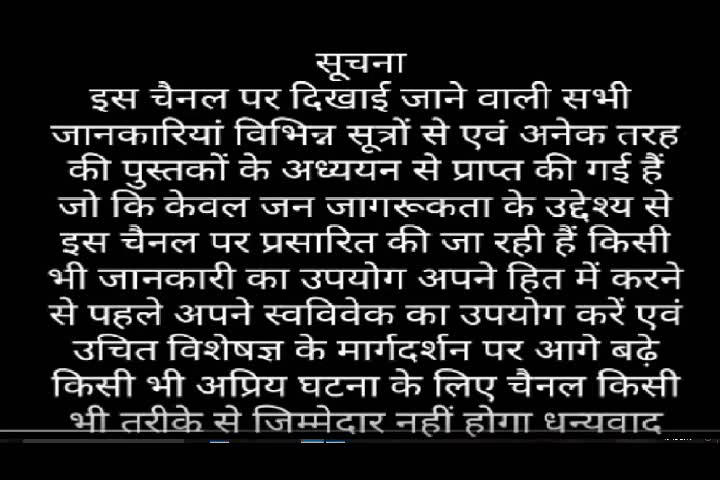 सूचना
इस चैनल पर दिखाई जाने वाली सभी
जानकारियां विभिन्न सूत्रों से एवं अनेक तरह
की पुस्तकों के अध्ययन से प्राप्त की गई हैं
जो कि केवल जन जागरूकता के उद्देश्य से
इस चैनल पर प्रसारित की जा रही हैं किसी
भी जानकारी का उपयोग अपने हित में करने
से पहले अपने स्वविवेक का उपयोग करें एवं
उचित विशेषज्ञ के मार्गदर्शन पर आगे बढ़े
किसी भी अप्रिय घटना के लिए चैनल किसी
भी तरीके से जिम्मेदार नहीं होगा धन्यवाद